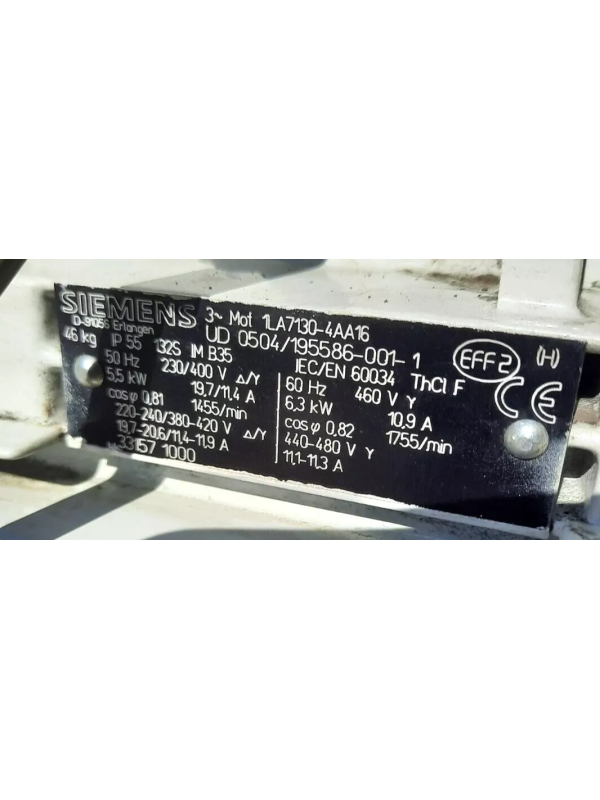 SIEMENS
D-91056 Erlangen
3~ Mot 1LA7130-4AA16
UD 0504/195586-001-1
46 kg IP 55 132S IM B35
IEC/EN 60034 ThCl F
EFF2
(H)
CE
50 Hz 230/400 V Δ/Y
5,5 kW 19,7/11.4 A
cosφ 0,81 1455/min
220-240/380-420 V Δ/Y
19,7-20,6/11,4-11.9 A
60 Hz 460 V Y
6,3 kW 10,9 A
cosφ 0,82 1755/min
440-480 V Y
11,1-11,3 A
33157 1000